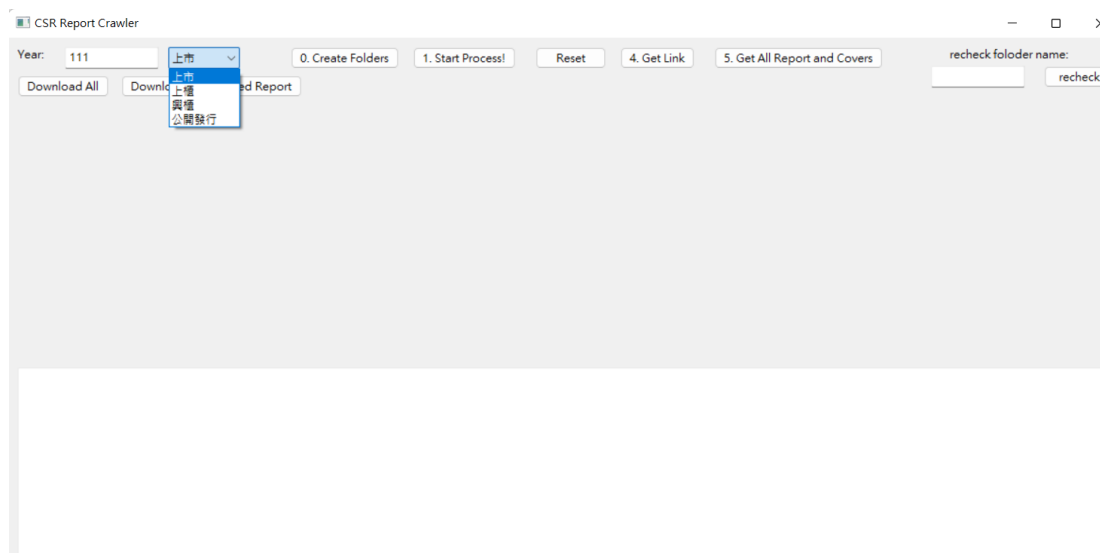 CSR Report Crawler
Year: 111 上市 0. Create Folders 1. Start Process! Reset 4. Get Link 5. Get All Report and Covers recheck foloder name:
Download All ed Report recheck
上市
上櫃
興櫃
公開發行